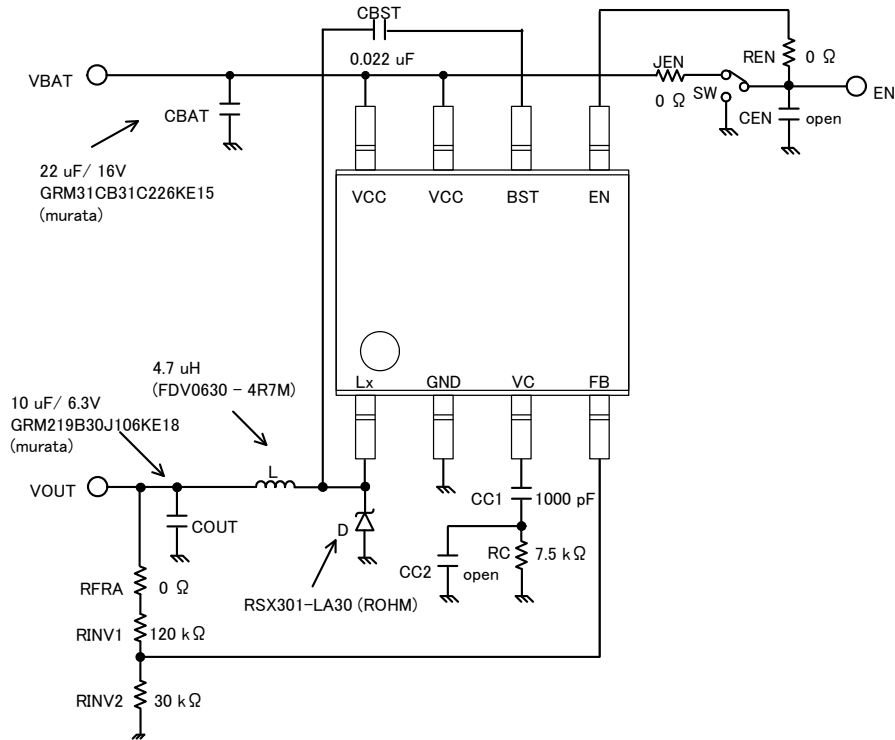 CBST
0.022 uF
VBAT
CBAT
22 uF/ 16V
GRM31CB31C226KE15
(murata)
JEN
0 Ω
SW
REN
0 Ω
EN
CEN
open
VCC
VCC
BST
EN
Lx
GND
VC
FB
4.7 uH
(FDV0630 - 4R7M)
10 uF/ 6.3V
GRM219B30J106KE18
(murata)
VOUT
L
COUT
D
RSX301-LA30 (ROHM)
CC1
1000 pF
CC2
open
RC
7.5 kΩ
RFRA
0 Ω
RINV1
120 kΩ
RINV2
30 kΩ